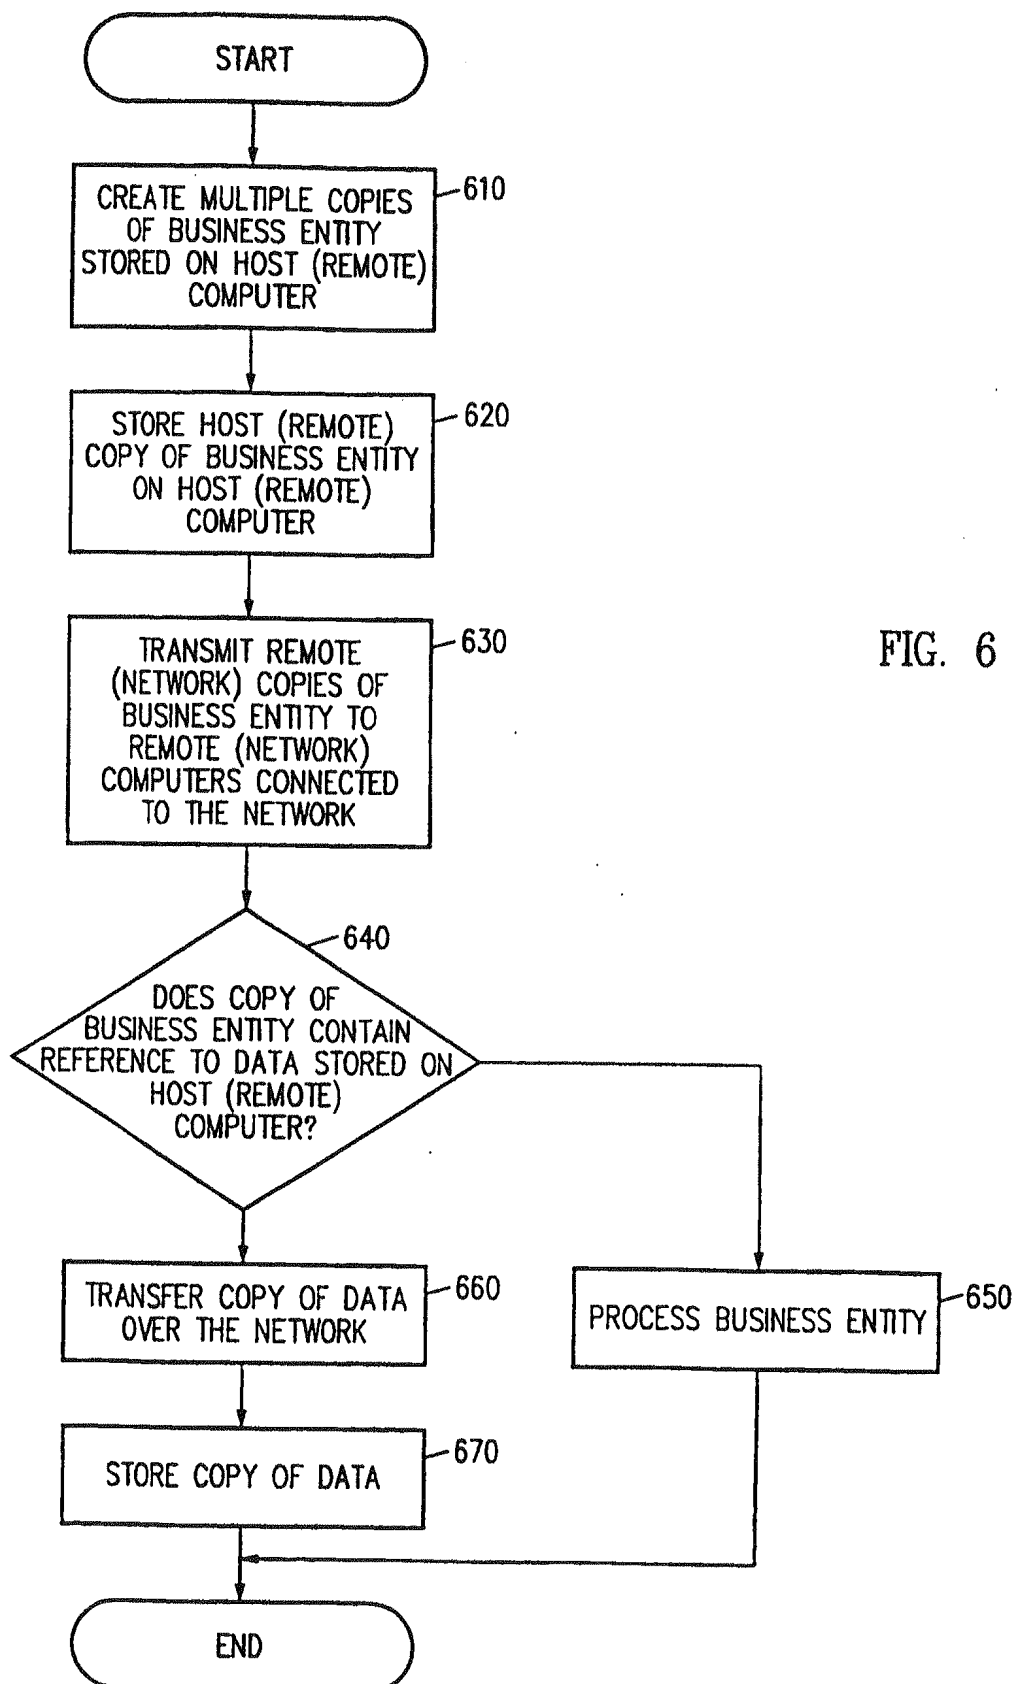 START
CREATE MULTIPLE COPIES
OF BUSINESS ENTITY
STORED ON HOST (REMOTE)
COMPUTER
610
STORE HOST (REMOTE)
COPY OF BUSINESS ENTITY
ON HOST (REMOTE)
COMPUTER
620
TRANSMIT REMOTE
(NETWORK) COPIES OF
BUSINESS ENTITY TO
REMOTE (NETWORK)
COMPUTERS CONNECTED
TO THE NETWORK
630
FIG. 6
640
DOES COPY OF
BUSINESS ENTITY CONTAIN
REFERENCE TO DATA STORED ON
HOST (REMOTE)
COMPUTER?
TRANSFER COPY OF DATA
OVER THE NETWORK
660
PROCESS BUSINESS ENTITY
650
STORE COPY OF DATA
670
END